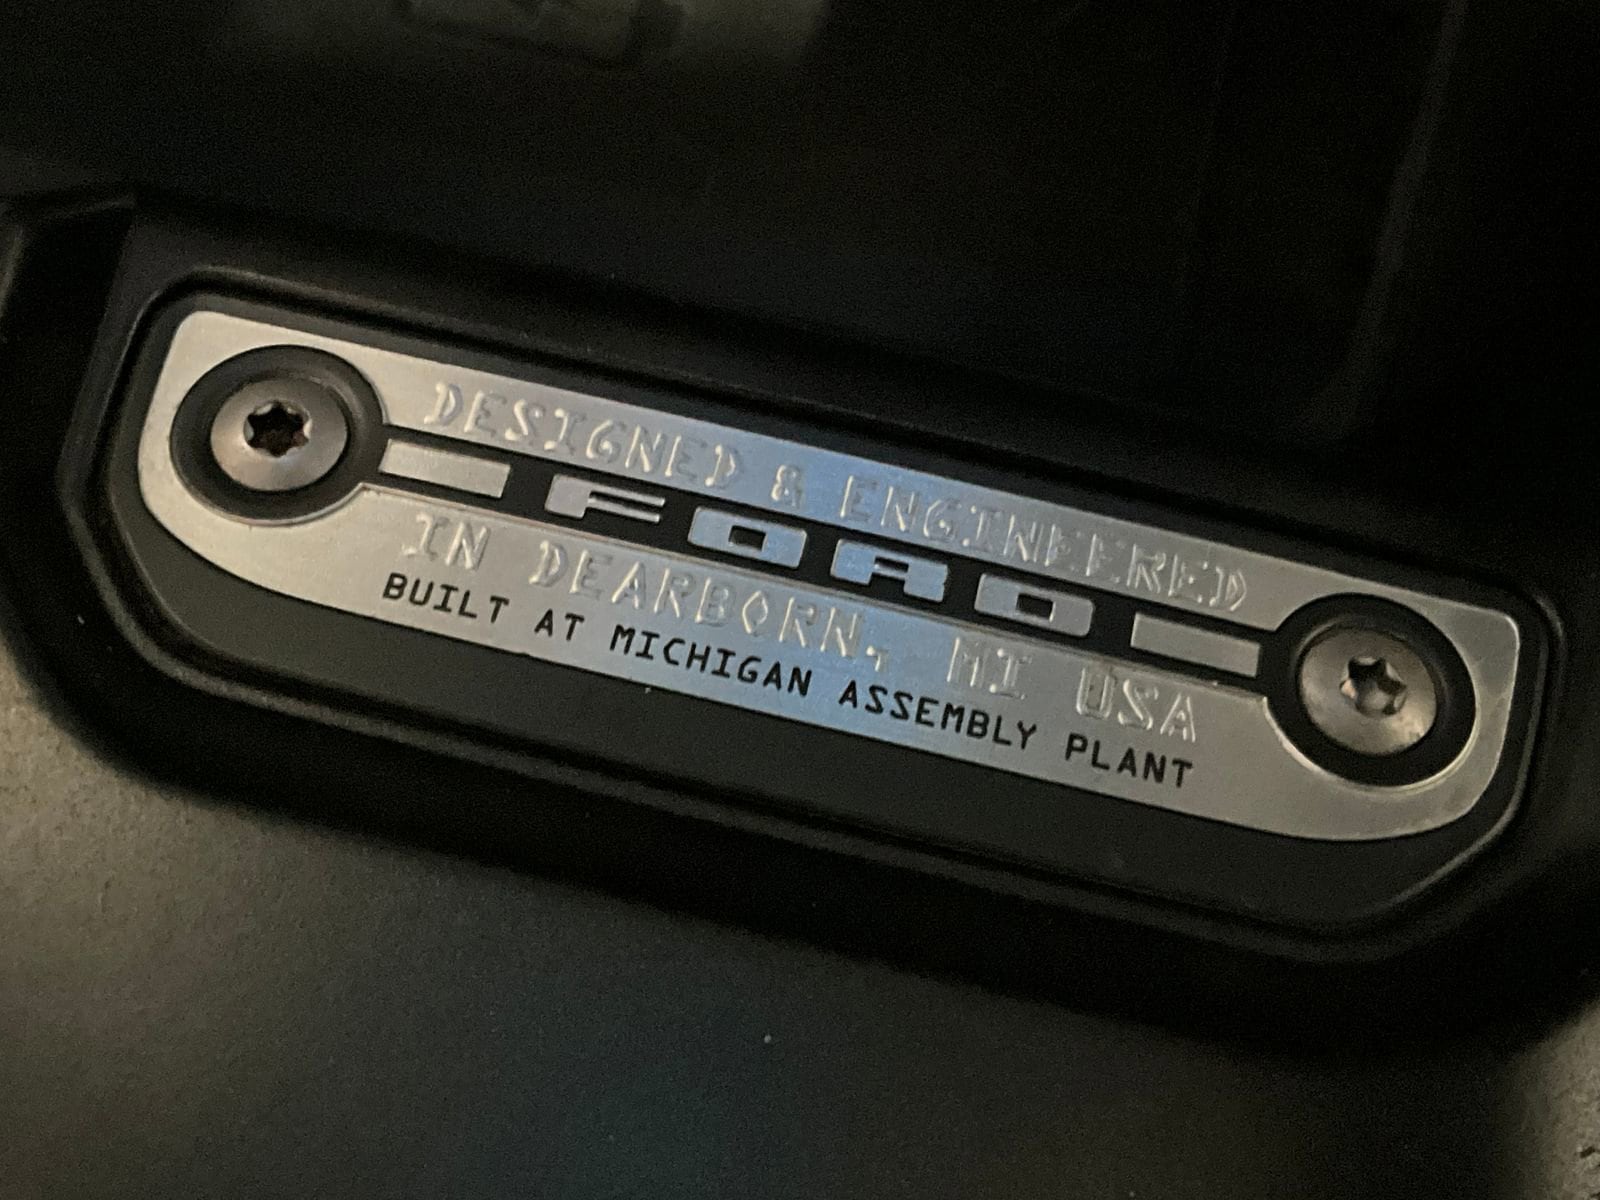 DESIGNED & ENGINEERED
FORD
IN DEARBORN, MI USA
BUILT AT MICHIGAN ASSEMBLY PLANT